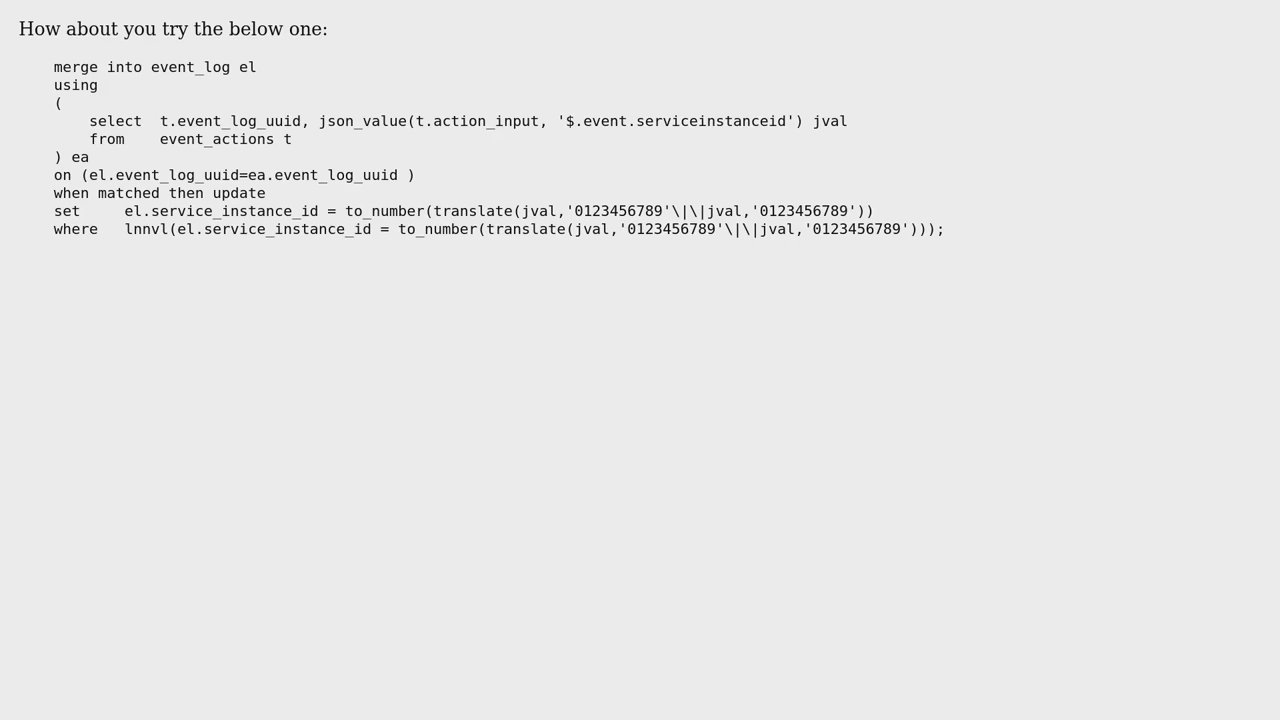 How about you try the below one:
merge into event_log el
using
(
    select  t.event_log_uuid, json_value(t.action_input, '$.event.serviceinstanceid') jval
    from    event_actions t
) ea
on (el.event_log_uuid=ea.event_log_uuid )
when matched then update
set     el.service_instance_id = to_number(translate(jval,'0123456789'\|\|jval,'0123456789'))
where   lnnvl(el.service_instance_id = to_number(translate(jval,'0123456789'\|\|jval,'0123456789')));